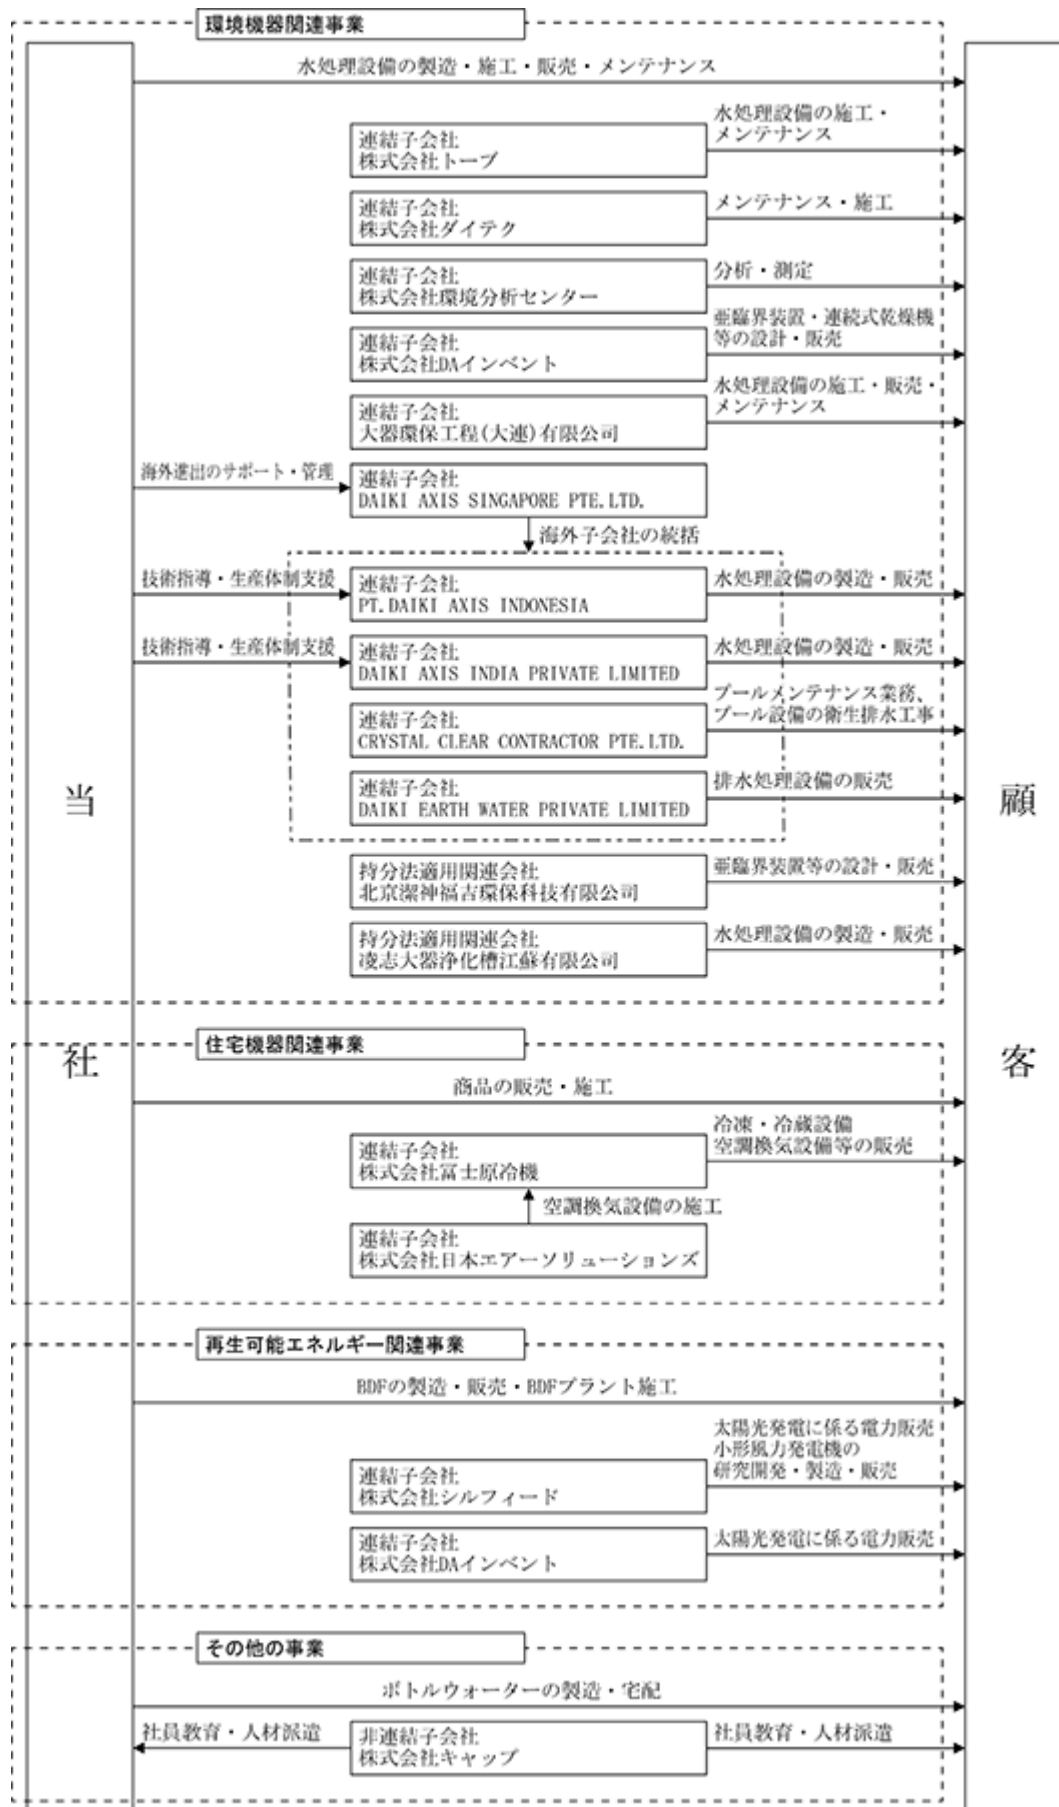 環境機器関連事業
水処理設備の製造・施工・販売・メンテナンス
水処理設備の施工・
メンテナンス
連結子会社
株式会社トーブ
メンテナンス・施工
連結子会社
株式会社ダイテク
分析・測定
連結子会社
株式会社環境分析センター
亜臨界装置・連続式乾燥機
等の設計・販売
連結子会社
株式会社DAインベント
水処理設備の施工・販売・
メンテナンス
連結子会社
大器環保工程(大連)有限公司
海外進出のサポート・管理
連結子会社
DAIKI AXIS SINGAPORE PTE.LTD.
海外子会社の統括
技術指導・生産体制支援
連結子会社
PT.DAIKI AXIS INDONESIA
水処理設備の製造・販売
技術指導・生産体制支援
連結子会社
DAIKI AXIS INDIA PRIVATE LIMITED
水処理設備の製造・販売
プールメンテナンス業務、
プール設備の衛生排水工事
連結子会社
CRYSTAL CLEAR CONTRACTOR PTE.LTD.
連結子会社
DAIKI EARTH WATER PRIVATE LIMITED
排水処理設備の販売
当
顧
持分法適用関連会社
北京潔神福吉環保科技有限公司
亜臨界装置等の設計・販売
持分法適用関連会社
凌志大器浄化槽江蘇有限公司
水処理設備の製造・販売
住宅機器関連事業
社
客
商品の販売・施工
冷凍・冷蔵設備
空調換気設備等の販売
連結子会社
株式会社冨士原冷機
空調換気設備の施工
連結子会社
株式会社日本エアーソリューションズ
再生可能エネルギー関連事業
BDFの製造・販売・BDFプラント施工
太陽光発電に係る電力販売
小形風力発電機の
研究開発・製造・販売
連結子会社
株式会社シルフィード
太陽光発電に係る電力販売
連結子会社
株式会社DAインベント
その他の事業
ボトルウォーターの製造・宅配
社員教育・人材派遣
非連結子会社
株式会社キャップ
社員教育・人材派遣